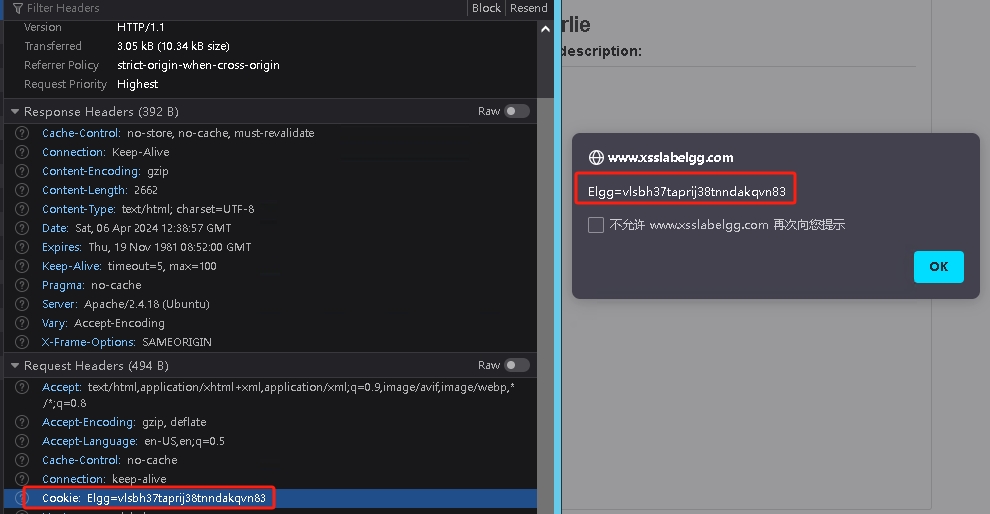 Filter Headers
Block
Resend
Version HTTP/1.1
Transferred 3.05 kB (10.34 kB size)
Referrer Policy strict-origin-when-cross-origin
Request Priority Highest
Response Headers (392 B) Raw
Cache-Control: no-store, no-cache, must-revalidate
Connection: Keep-Alive
Content-Encoding: gzip
Content-Length: 2662
Content-Type: text/html; charset=UTF-8
Date: Sat, 06 Apr 2024 12:38:57 GMT
Expires: Thu, 19 Nov 1981 08:52:00 GMT
Keep-Alive: timeout=5, max=100
Pragma: no-cache
Server: Apache/2.4.18 (Ubuntu)
Vary: Accept-Encoding
X-Frame-Options: SAMEORIGIN
Request Headers (494 B) Raw
Accept: text/html,application/xhtml+xml,application/xml;q=0.9,image/avif,image/webp,*
/*;q=0.8
Accept-Encoding: gzip, deflate
Accept-Language: en-US,en;q=0.5
Cache-Control: no-cache
Connection: keep-alive
Cookie: Elgg=vlsbh37taprij38tnndakqvn83
rlie
description:
www.xsslabelgg.com
Elgg=vlsbh37taprij38tnndakqvn83
不允许 www.xsslabelgg.com 再次向您提示
OK